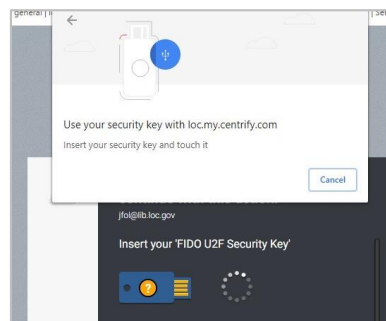 general |
Use your security key with loc.my.centrify.com
Insert your security key and touch it
Cancel
jfol@lib.loc.gov
Insert your 'FIDO U2F Security Key'
?